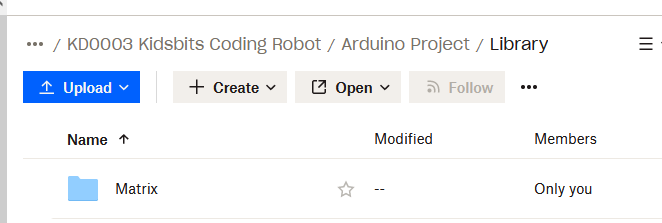 ... / KD0003 Kidsbits Coding Robot / Arduino Project / Library
Upload Create Open Follow ...
Name Modified Members
Matrix -- Only you